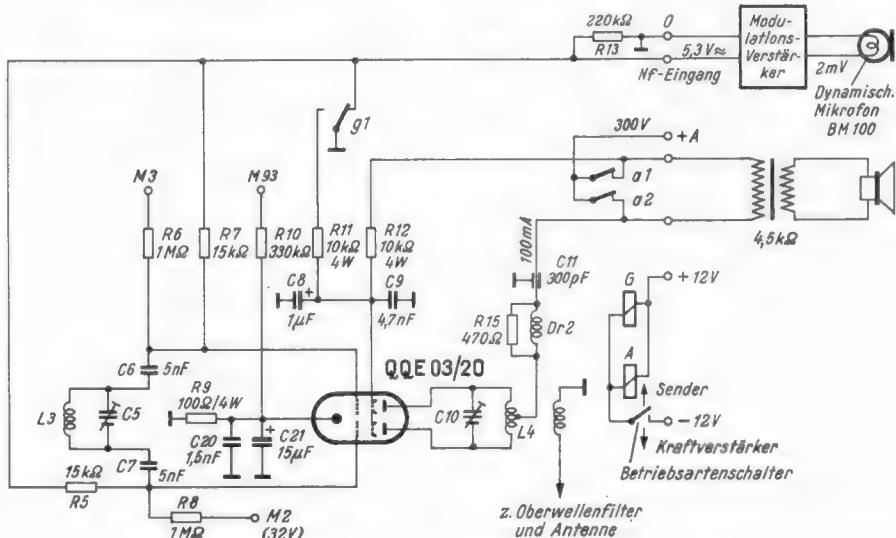 220kΩ
R13
0
5,3V≈
Nf-Eingang
Modu-
lations-
Verstär-
ker
2mV
Dynamisch.
Mikrofon
BM 100
g1
300V
+A
a1
a2
4,5kΩ
M3
M93
R6
1MΩ
R7
15kΩ
R10
330kΩ
R11
10kΩ
4W
R12
10kΩ
4W
C8
+
1µF
C9
4,7nF
100mA
C11
300pF
R15
470Ω
Dr2
G
+12V
A
Sender
-12V
Kraftverstärker
Betriebsartenschalter
C6
5nF
QQE 03/20
R9
100Ω/4W
L3
C5
C20
1,5nF
+
C21
15µF
C10
L4
C7
5nF
15kΩ
R5
R8
1MΩ
M2
(32V)
z. Oberwellenfilter
und Antenne